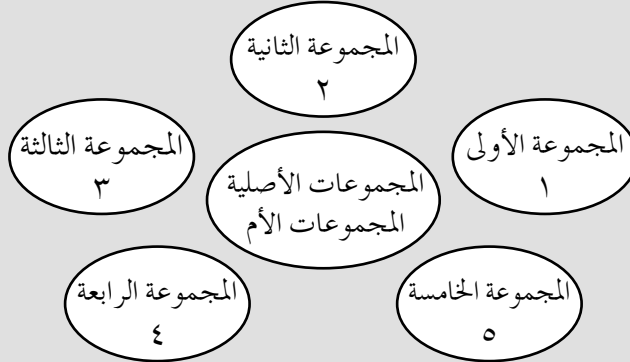 المجموعة الثانية
٢
المجموعة الأولى
١
المجموعة الثالثة
٣
المجموعات الأصلية
المجموعات الأم
المجموعة الخامسة
٥
المجموعة الرابعة
٤